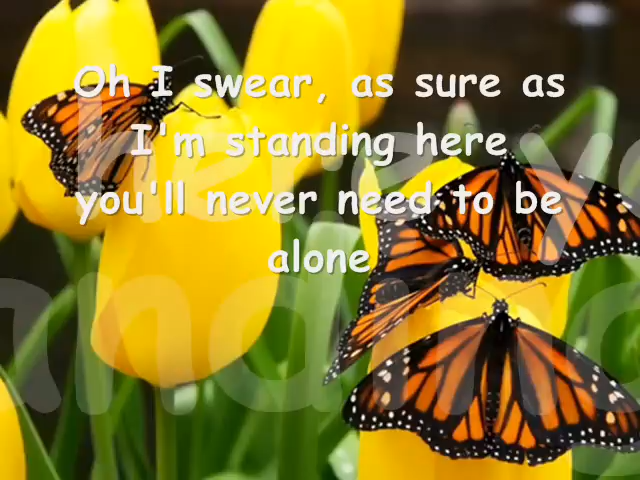 Oh I swear, as sure as
I'm standing here
you'll never need to be
alone